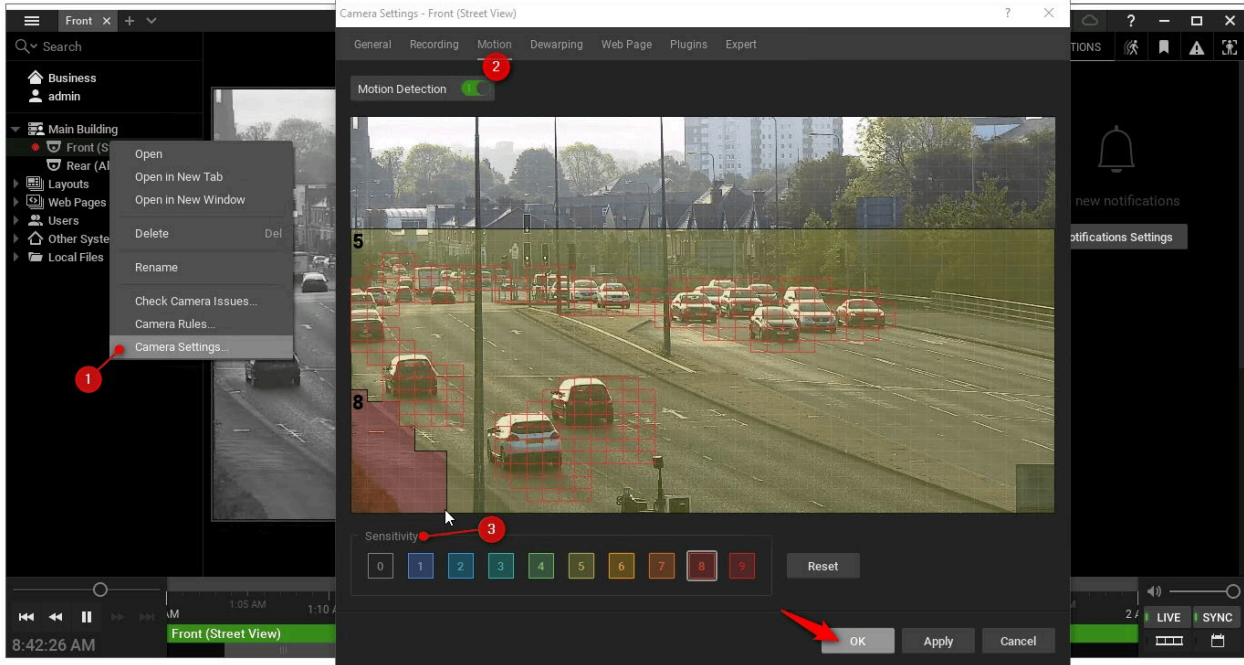 Front
Camera Settings - Front (Street View)
?
?
Search
General Recording Motion Dewarping Web Page Plugins Expert
2
Motion Detection
Business
admin
Main Building
Front (S
Rear (Al
Layouts
Web Pages
Users
Other Syste
Local Files
Open
Open in New Tab
Open in New Window
Delete Del
Rename
Check Camera Issues...
Camera Rules...
Camera Settings...
1
5
8
TIONS
new notifications
otifications Settings
Sensitivity
3
0 1 2 3 4 5 6 7 8 9
Reset
OK Apply Cancel
AM
1:05 AM
1:10
Front (Street View)
8:42:26 AM
2
LIVE SYNC